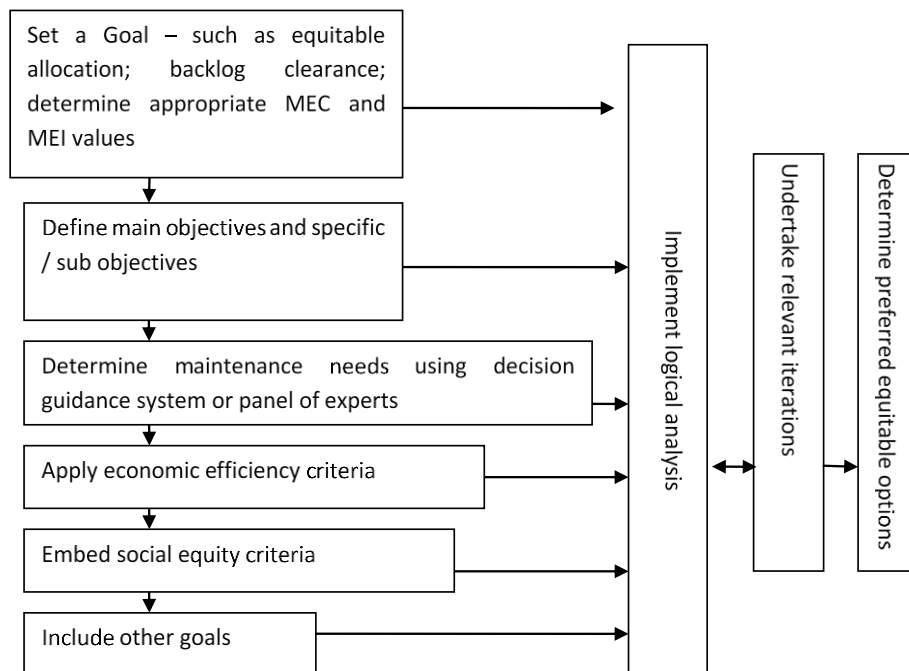 Set a Goal – such as equitable
allocation; backlog clearance;
determine appropriate MEC and
MEI values
Define main objectives and specific
/ sub objectives
Determine maintenance needs using decision
guidance system or panel of experts
Apply economic efficiency criteria
Embed social equity criteria
Include other goals
Implement logical analysis
Undertake relevant iterations
Determine preferred equitable options